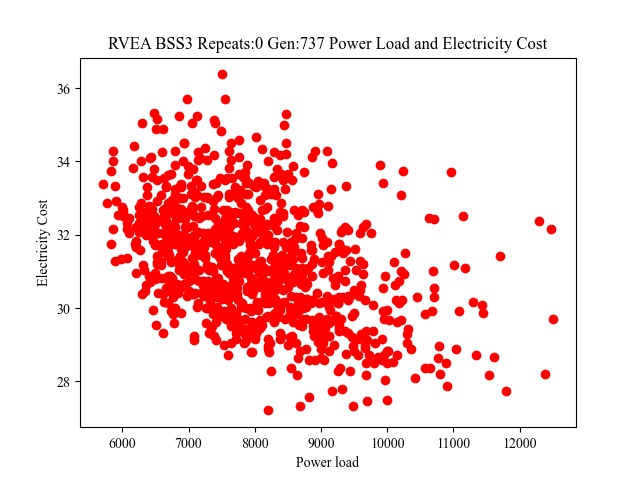 RVEA BSS3 Repeats:0 Gen:737 Power Load and Electricity Cost
Electricity Cost
36
34
32
30
28
6000 7000 8000 9000 10000 11000 12000
Power load